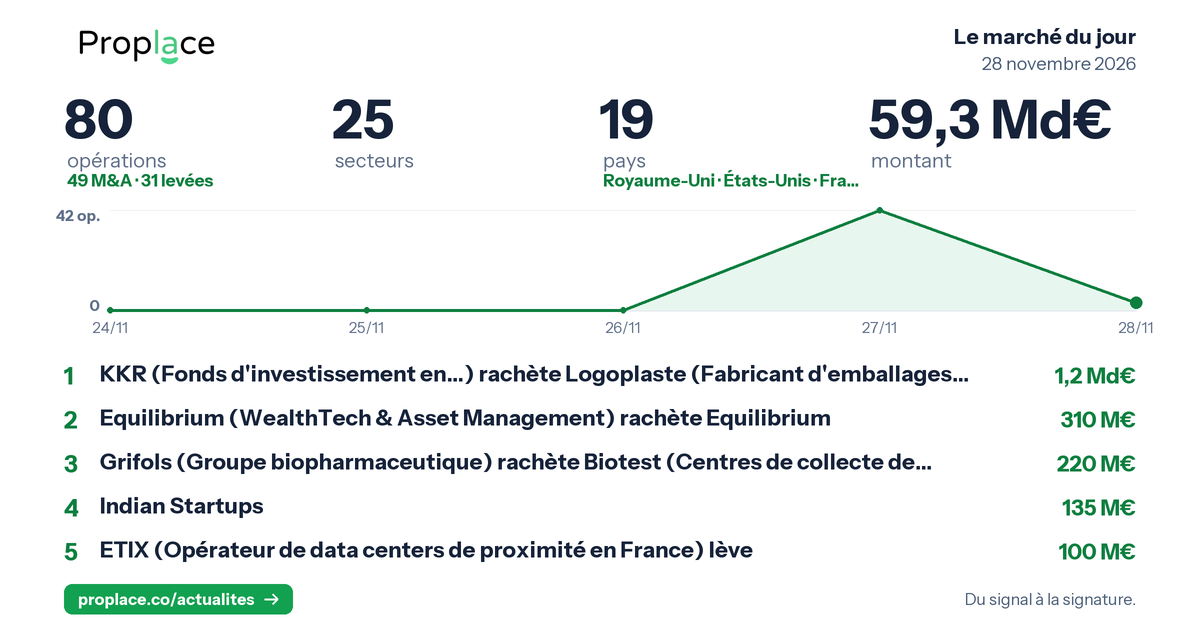 Proplace
Le marché du jour
28 novembre 2026
80
25
19
59,3 Md€
opérations
secteurs
pays
montant
49 M&A · 31 levées
Royaume-Uni · États-Unis · Fra...
42 op.
0
24/11
25/11
26/11
27/11
28/11
1 KKR (Fonds d'investissement en...) rachète Logoplaste (Fabricant d'emballages... 1,2 Md€
2 Equilibrium (WealthTech & Asset Management) rachète Equilibrium 310 M€
3 Grifols (Groupe biopharmaceutique) rachète Biotest (Centres de collecte de... 220 M€
4 Indian Startups 135 M€
5 ETIX (Opérateur de data centers de proximité en France) lève 100 M€
proplace.co/actualites →
Du signal à la signature.